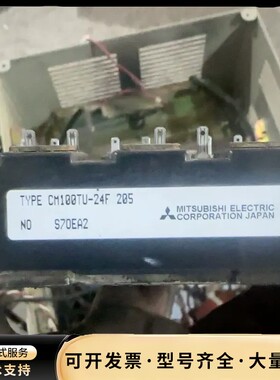 TYPE CM100TU-24F 205
NO S70EA2
MITSUBISHI ELECTRIC
CORPORATION JAPAN
式服务
支持
可开发票·型号齐全·大量